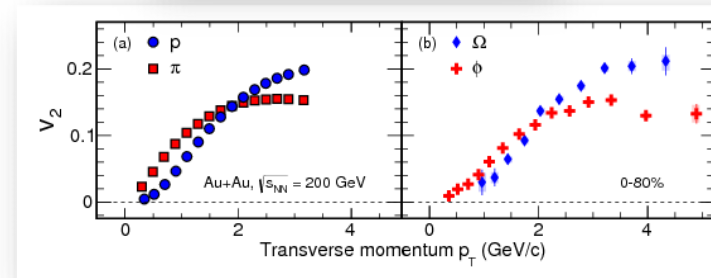 (a) p
π
(b) Ω
ϕ
v₂
0.2
0.1
0
Au+Au, √sNN = 200 GeV
0-80%
0 2 4 0 2 4
Transverse momentum pT (GeV/c)